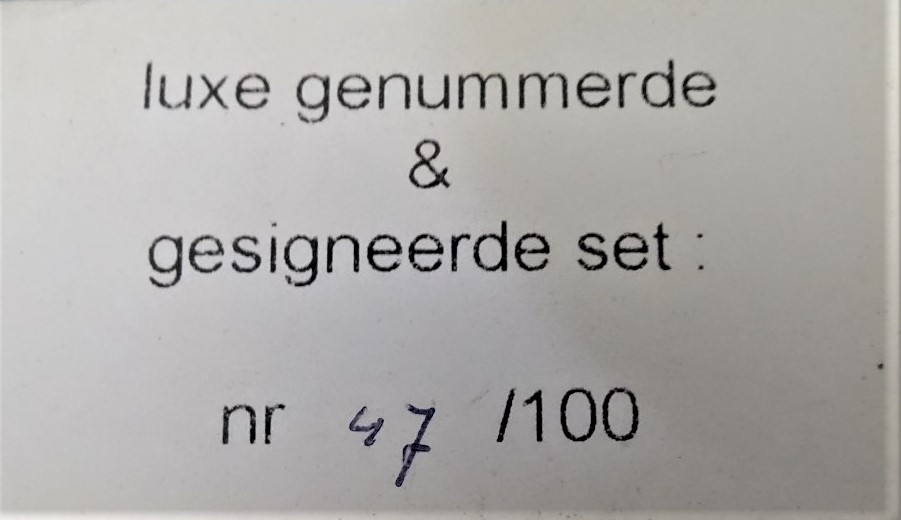 luxe genummerde
&
gesigneerde set :
nr 47 /100